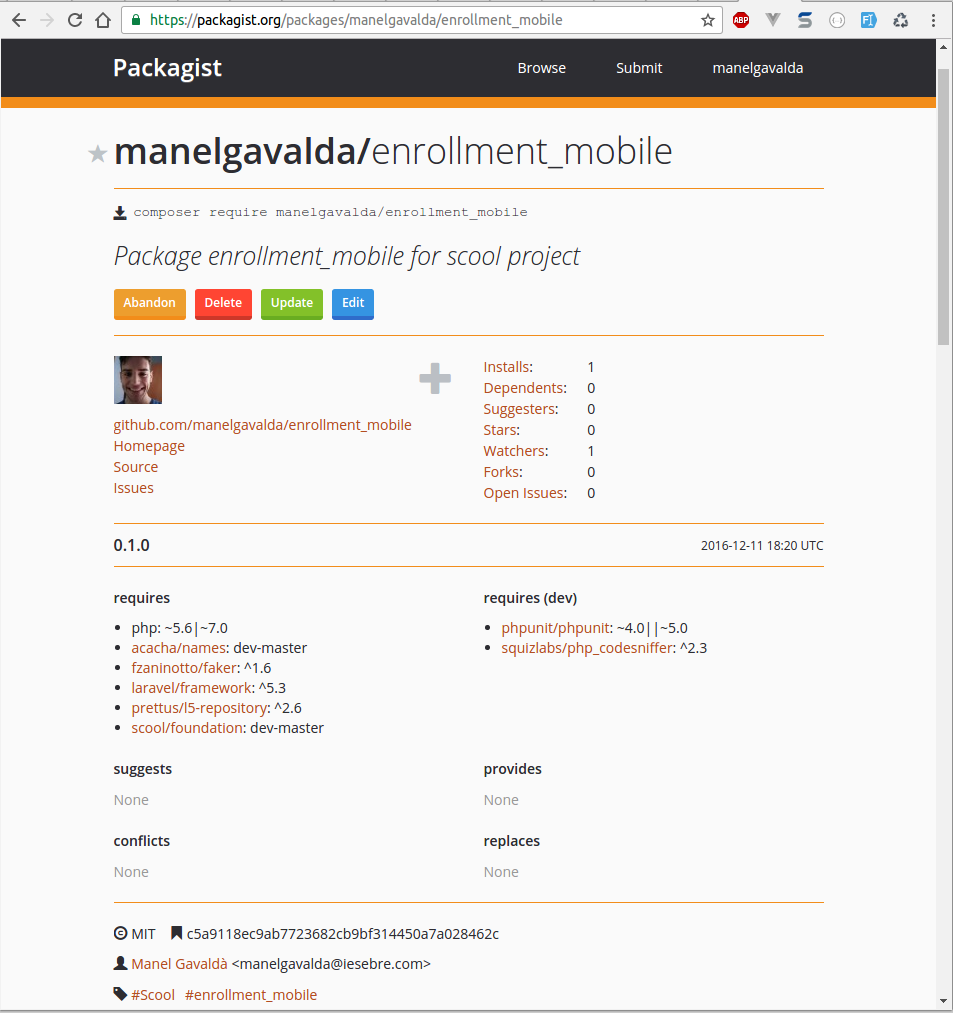 https://packagist.org/packages/manelgavalda/enrollment_mobile
ABP
Packagist
Browse
Submit
manelgavalda
manelgavalda/enrollment_mobile
composer require manelgavalda/enrollment_mobile
Package enrollment_mobile for scool project
Abandon
Delete
Update
Edit
github.com/manelgavalda/enrollment_mobile
Homepage
Source
Issues
Installs: 1
Dependents: 0
Suggesters: 0
Stars: 0
Watchers: 1
Forks: 0
Open Issues: 0
0.1.0
2016-12-11 18:20 UTC
requires
php: ~5.6|~7.0
acacha/names: dev-master
fzaninotto/faker: ^1.6
laravel/framework: ^5.3
prettus/l5-repository: ^2.6
scool/foundation: dev-master
requires (dev)
phpunit/phpunit: ~4.0||~5.0
squizlabs/php_codesniffer: ^2.3
suggests
None
provides
None
conflicts
None
replaces
None
MIT c5a9118ec9ab7723682cb9bf314450a7a028462c
Manel Gavaldà <manelgavalda@iesebre.com>
#Scool #enrollment_mobile